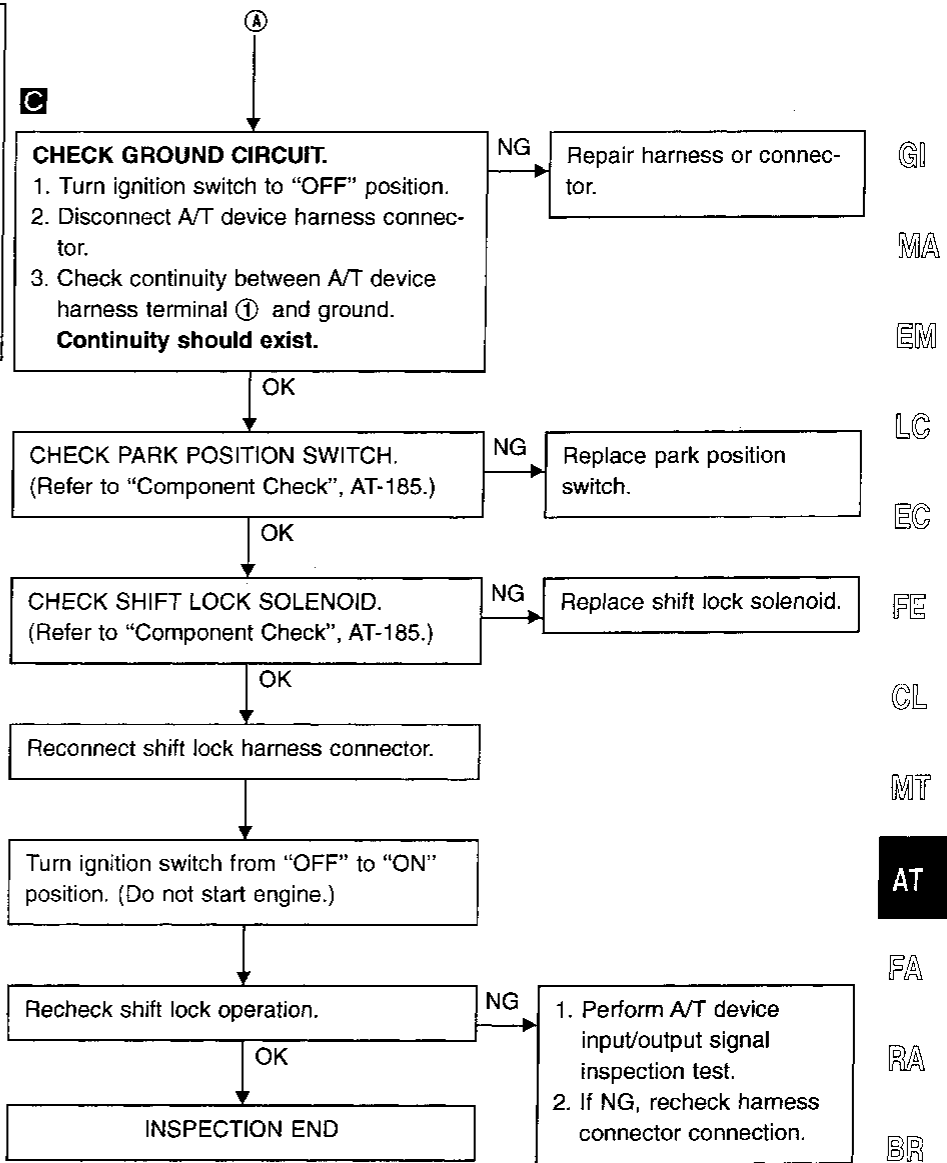 Ⓐ
C
CHECK GROUND CIRCUIT.
1. Turn ignition switch to “OFF” position.
2. Disconnect A/T device harness connec-
tor.
3. Check continuity between A/T device
harness terminal ① and ground.
Continuity should exist.
NG
Repair harness or connec-
tor.
OK
CHECK PARK POSITION SWITCH.
(Refer to “Component Check”, AT-185.)
NG
Replace park position
switch.
OK
CHECK SHIFT LOCK SOLENOID.
(Refer to “Component Check”, AT-185.)
NG
Replace shift lock solenoid.
OK
Reconnect shift lock harness connector.
Turn ignition switch from “OFF” to “ON”
position. (Do not start engine.)
Recheck shift lock operation.
NG
1. Perform A/T device
input/output signal
inspection test.
2. If NG, recheck harness
connector connection.
OK
INSPECTION END
GI
MA
EM
LC
EC
FE
CL
MT
AT
FA
RA
BR